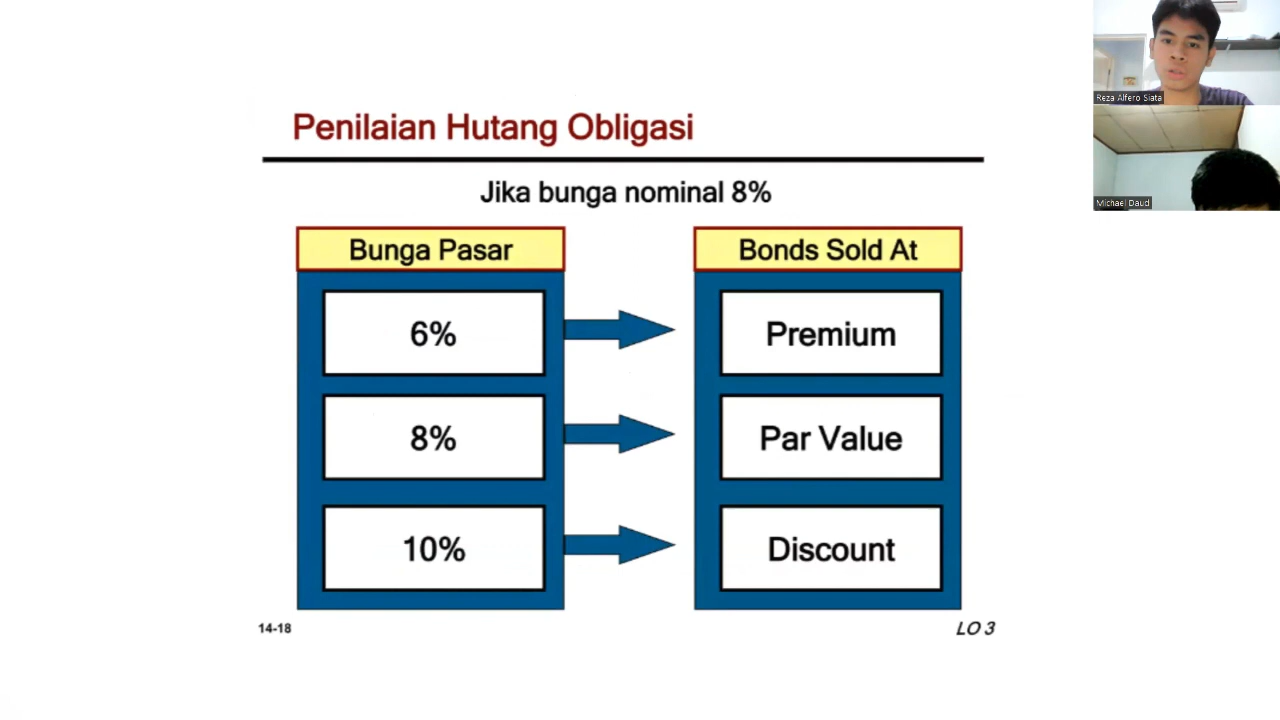 Penilaian Hutang Obligasi
Jika bunga nominal 8%
Bunga Pasar
Bonds Sold At
6%
Premium
8%
Par Value
10%
Discount
14-18
LO 3
Reza Alfero Siata
Michael Daud